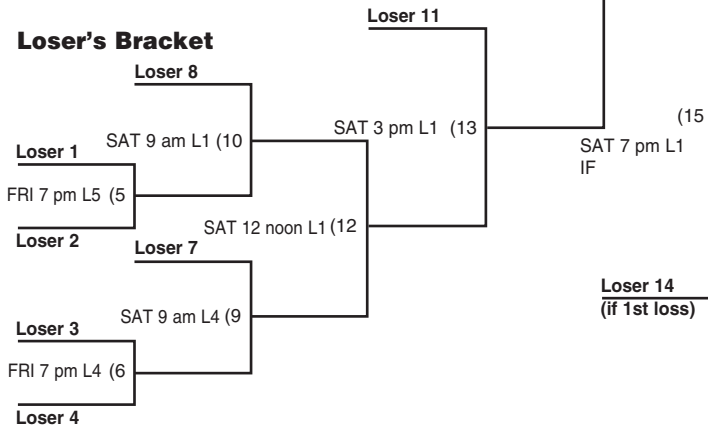 Loser 11
Loser's Bracket
Loser 8
SAT 3 pm L1 (13
(15
SAT 9 am L1 (10
SAT 7 pm L1
IF
Loser 1
FRI 7 pm L5 (5
SAT 12 noon L1 (12
Loser 2
Loser 7
Loser 14
(if 1st loss)
SAT 9 am L4 (9
Loser 3
FRI 7 pm L4 (6
Loser 4